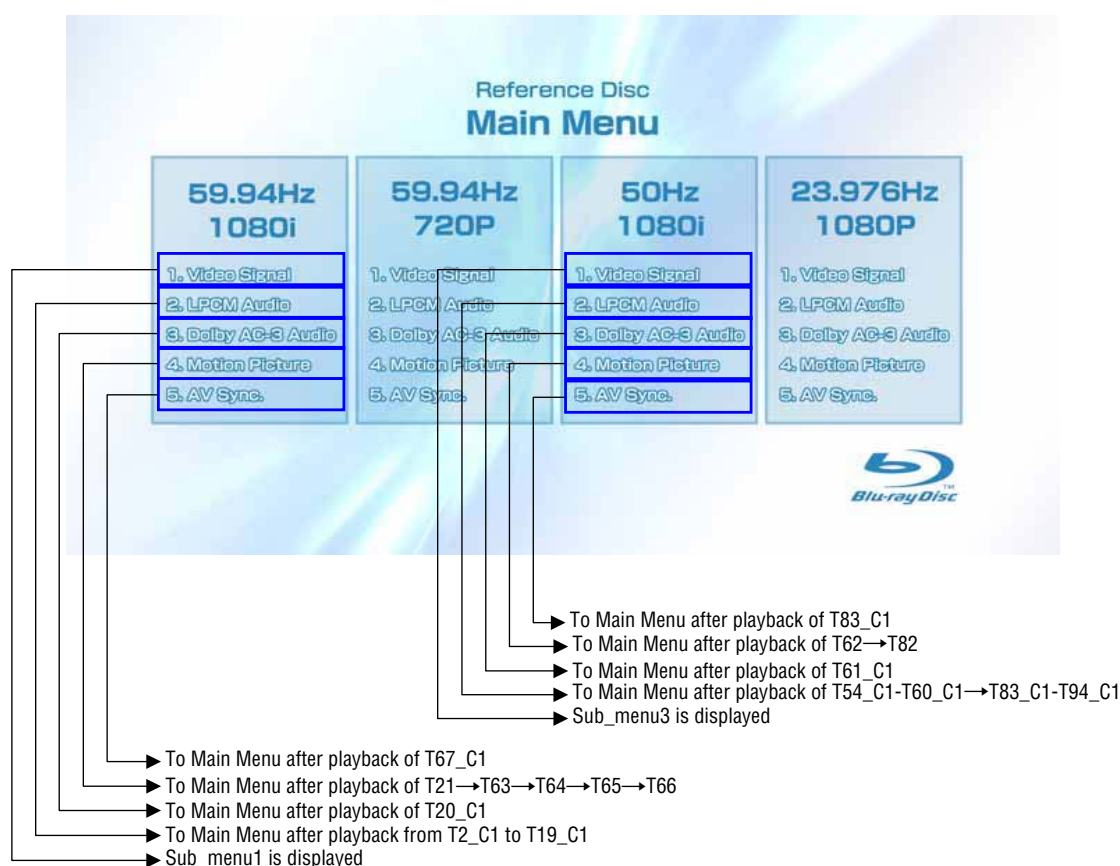 Reference Disc
Main Menu
59.94Hz
1080i
1. Video Signal
2. LPCM Audio
3. Dolby AC-3 Audio
4. Motion Picture
5. AV Sync.
59.94Hz
720P
1. Video Signal
2. LPCM Audio
3. Dolby AC-3 Audio
4. Motion Picture
5. AV Sync.
50Hz
1080i
1. Video Signal
2. LPCM Audio
3. Dolby AC-3 Audio
4. Motion Picture
5. AV Sync.
23.976Hz
1080P
1. Video Signal
2. LPCM Audio
3. Dolby AC-3 Audio
4. Motion Picture
5. AV Sync.
Blu-ray Disc™
To Main Menu after playback of T83_C1
To Main Menu after playback of T62→T82
To Main Menu after playback of T61_C1
To Main Menu after playback of T54_C1-T60_C1→T83_C1-T94_C1
Sub_menu3 is displayed
To Main Menu after playback of T67_C1
To Main Menu after playback of T21→T63→T64→T65→T66
To Main Menu after playback of T20_C1
To Main Menu after playback from T2_C1 to T19_C1
Sub_menu1 is displayed